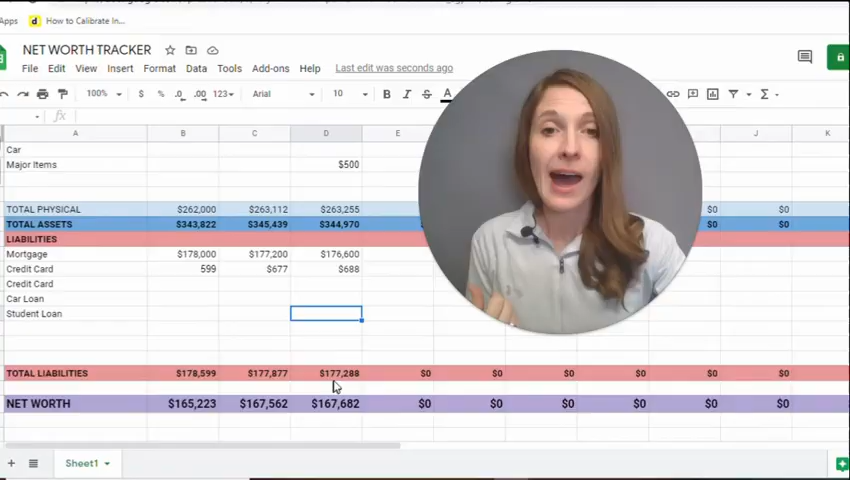 Apps How to Calibrate In...
NET WORTH TRACKER
File Edit View Insert Format Data Tools Add-ons Help Last edit was seconds ago
100% $ % .0 .00 123 Arial 10 B I S A Σ
fx
A B C D E J K
Car
Major Items $500
TOTAL PHYSICAL $262,000 $263,112 $263,255 $0 $0
TOTAL ASSETS $343,822 $345,439 $344,970 $0 $0
LIABILITIES
Mortgage $178,000 $177,200 $176,600
Credit Card 599 $677 $688
Credit Card
Car Loan
Student Loan
TOTAL LIABILITIES $178,599 $177,877 $177,288 $0 $0 $0 $0 $0 $0
NET WORTH $165,223 $167,562 $167,682 $0 $0 $0 $0 $0 $0
Sheet1